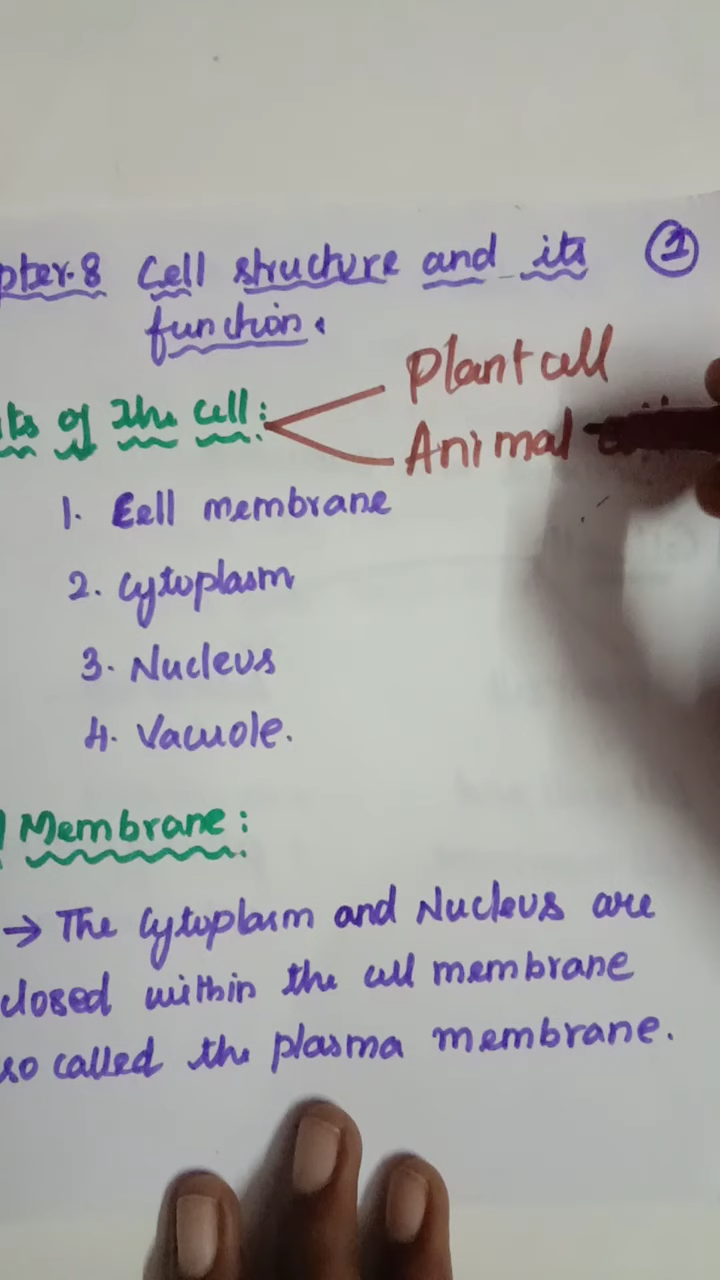 pter.8 Cell structure and its ①
function.
ts of the cell:
Plant cell
Animal
1. Cell membrane
2. Cytoplasm
3. Nucleus
4. Vacuole.
Membrane:
→ The Cytoplasm and Nucleus are
closed within the cell membrane
so called the plasma membrane.